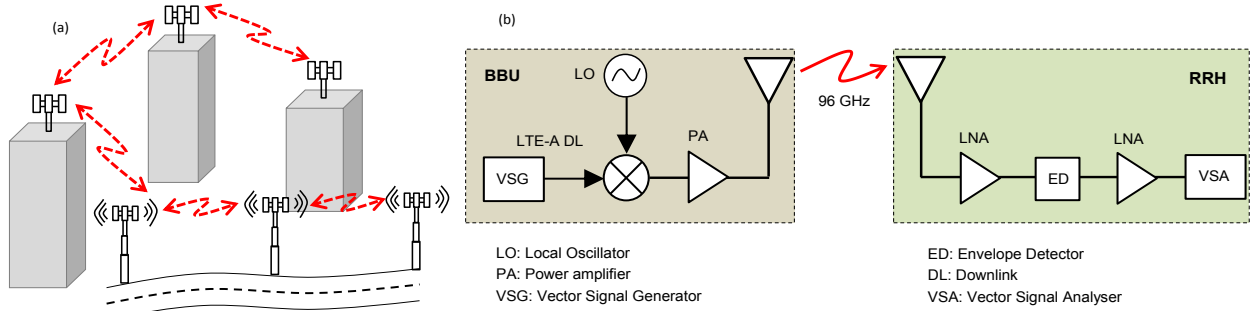 (a)
(b)
BBU
LO
LTE-A DL
PA
VSG
96 GHz
RRH
LNA
LNA
ED
VSA
LO: Local Oscillator
PA: Power amplifier
VSG: Vector Signal Generator
ED: Envelope Detector
DL: Downlink
VSA: Vector Signal Analyser